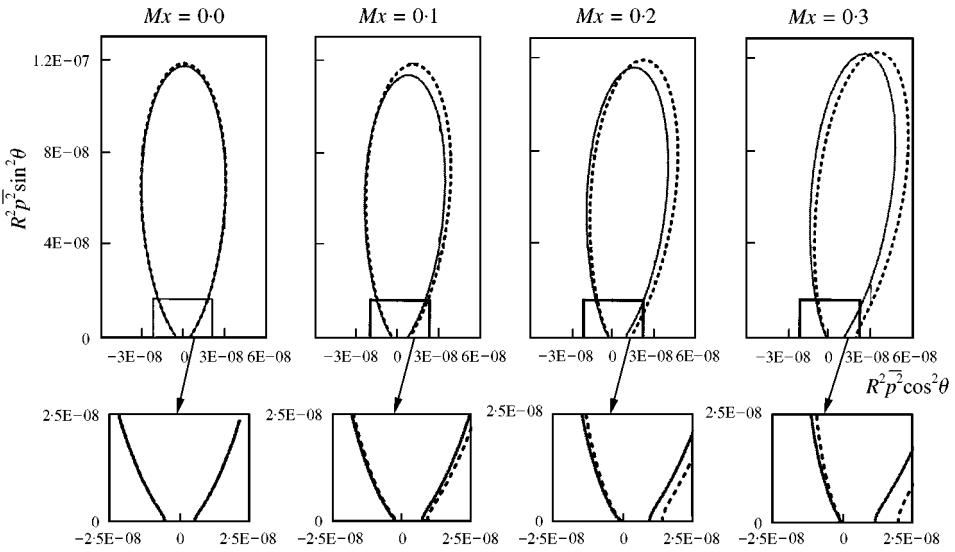 Mx = 0·0
Mx = 0·1
Mx = 0·2
Mx = 0·3
1.2E−07
8E−08
4E−08
0
R²p²sin²θ
−3E−08 0 3E−08 6E−08
−3E−08 0 3E−08 6E−08
−3E−08 0 3E−08 6E−08
−3E−08 0 3E−08 6E−08
R²p²cos²θ
2·5E−08
0
−2·5E−08 0 2·5E−08
2·5E−08
0
−2·5E−08 0 2·5E−08
2·5E−08
0
−2·5E−08 0 2·5E−08
2·5E−08
0
−2·5E−08 0 2·5E−08